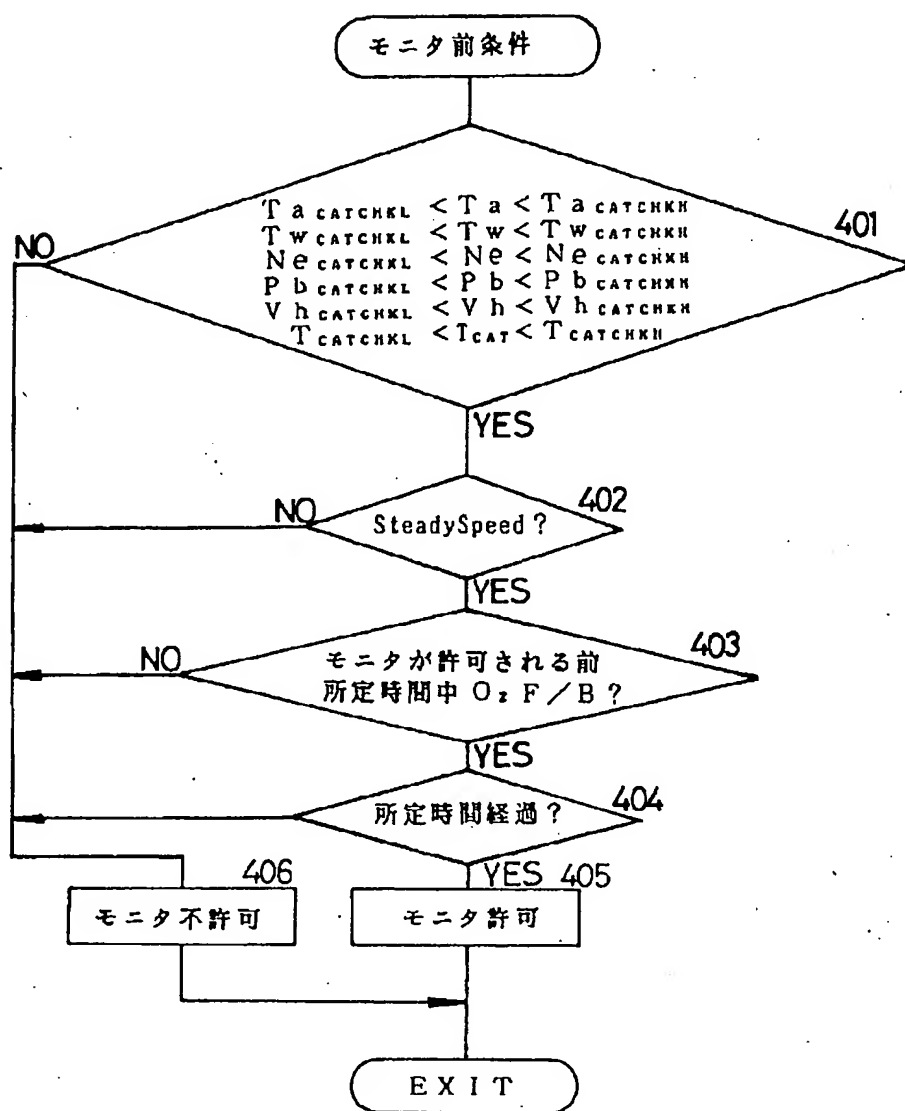 モニタ前条件
Ta CATCHKL < Ta < Ta CATCHKH
401
Tw CATCHKL < Tw < Tw CATCHKH
NO
Ne CATCHKL < Ne < Ne CATCHKH
Pb CATCHKL < Pb < Pb CATCHKH
Vh CATCHKL < Vh < Vh CATCHKH
T CATCHKL < TCAT < T CATCHKH
YES
402
NO
SteadySpeed?
YES
403
NO
モニタが許可される前
所定時間中O₂F/B?
YES
404
所定時間経過?
YES
406
405
モニタ不許可
モニタ許可
EXIT